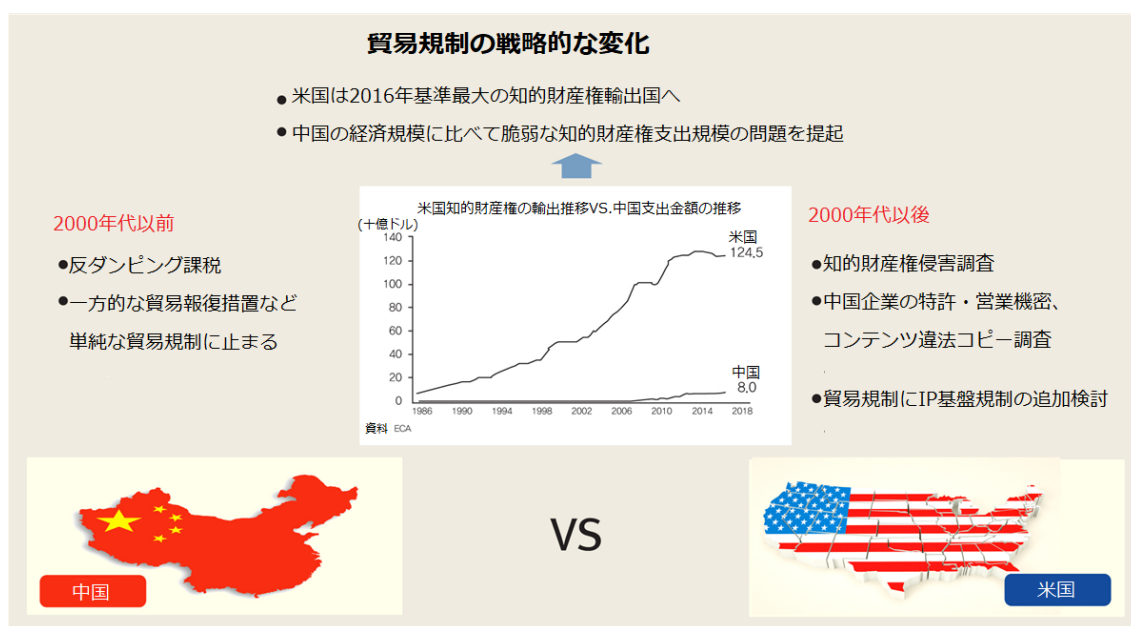 貿易規制の戦略的な変化
● 米国は2016年基準最大の知的財産権輸出国へ
● 中国の経済規模に比べて脆弱な知的財産権支出規模の問題を提起
2000年代以前
●反ダンピング課税
●一方的な貿易報復措置など
単純な貿易規制に止まる
米国知的財産権の輸出推移VS.中国支出金額の推移
(十億ドル)
140
120
100
80
60
40
20
0
米国
124.5
中国
8.0
1986 1990 1994 1998 2002 2006 2010 2014 2018
資料 ECA
2000年代以後
●知的財産権侵害調査
●中国企業の特許・営業機密、
コンテンツ違法コピー調査
●貿易規制にIP基盤規制の追加検討
中国
VS
米国